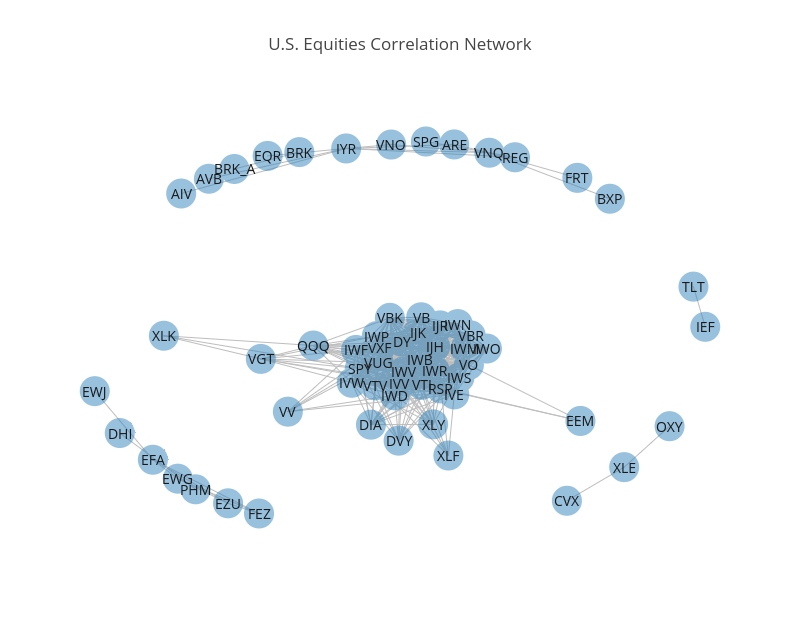 U.S. Equities Correlation Network
SPG
VNO
ARE
IYR
BRK
VNQ
EQR
REG
BRK_A
AVB
FRT
AIV
BXP
TLT
VBK
VB
IWN
IEF
IJR
IJK
XLK
IWP
VBR
DY
QQQ
VXF
IJH
IWF
IWM
IWO
VGT
IWB
VUG
VO
SPY
IWV
IWR
IWS
IVW
VTV
IVV
VTI
RSP
EWJ
IWD
IVE
VV
EEM
DIA
XLY
OXY
DHI
DVY
XLF
EFA
XLE
EWG
PHM
CVX
EZU
FEZ